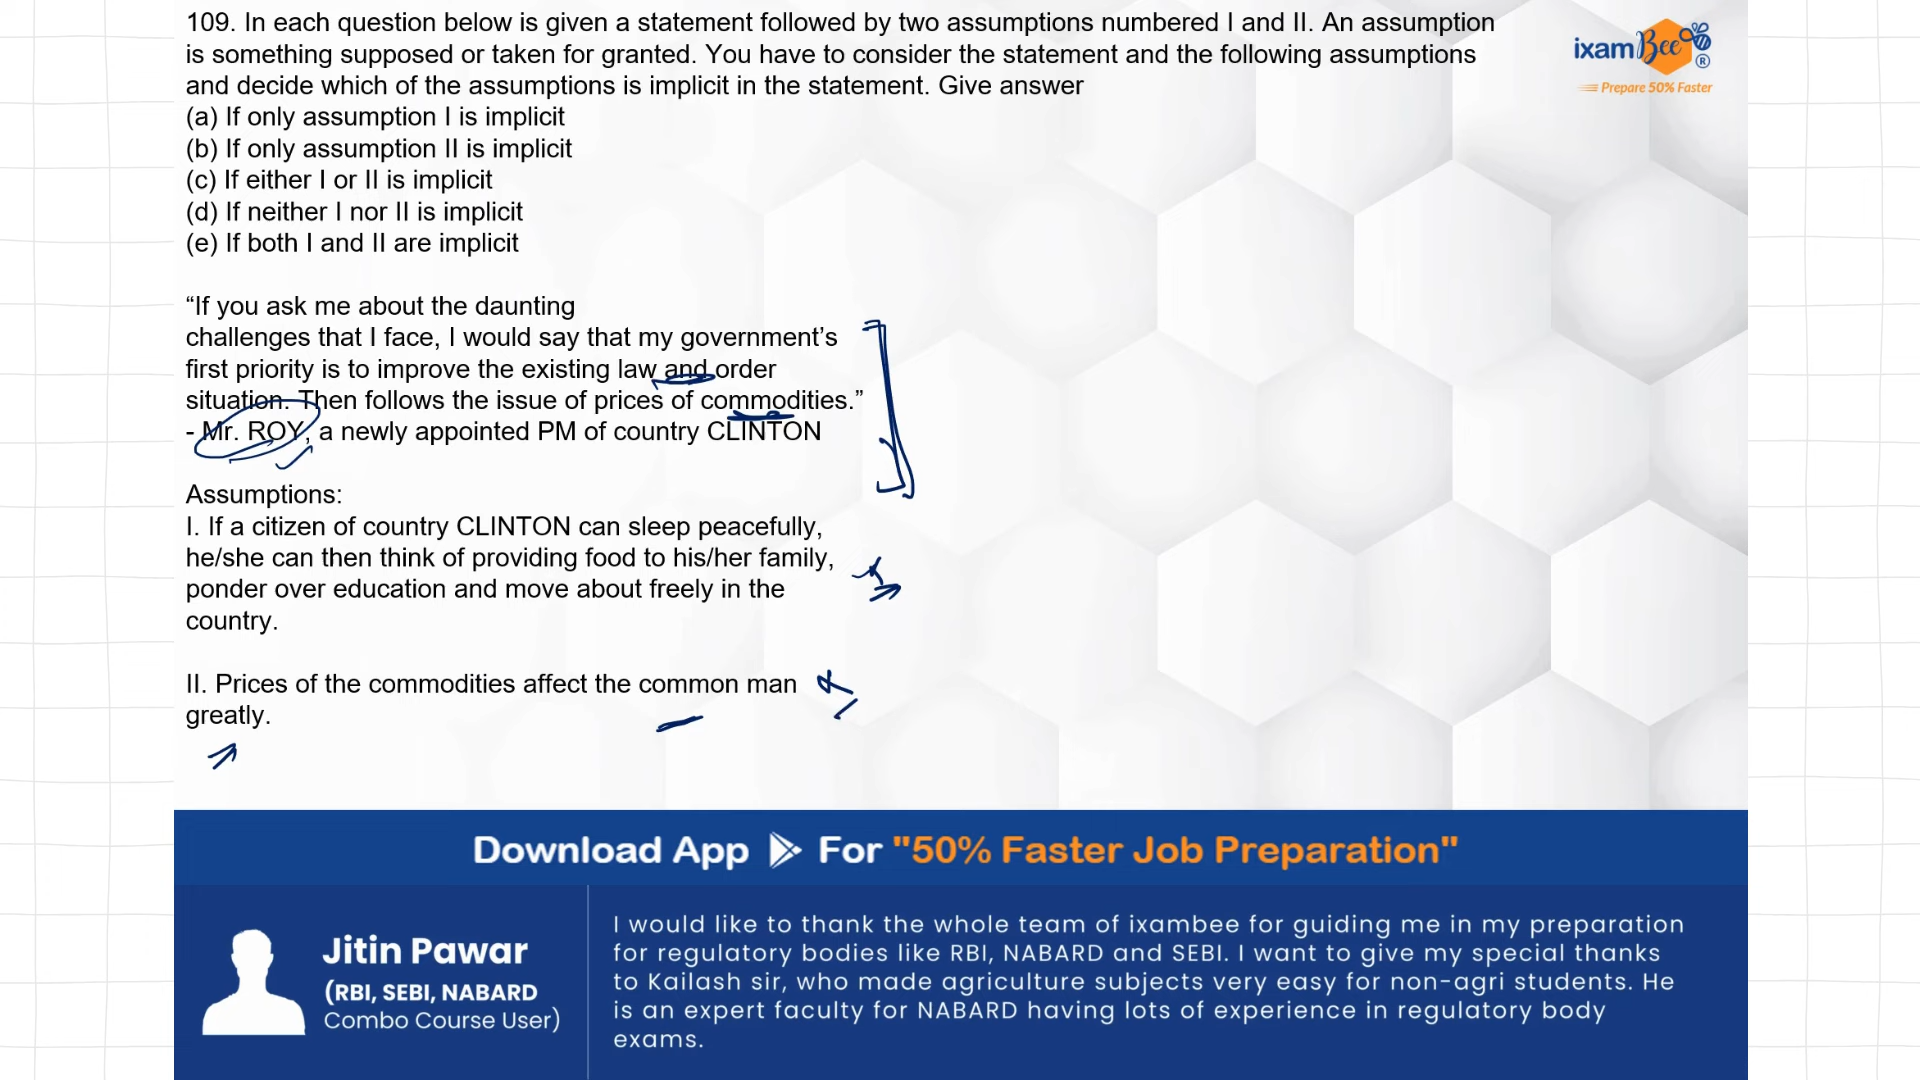 109. In each question below is given a statement followed by two assumptions numbered I and II. An assumption
is something supposed or taken for granted. You have to consider the statement and the following assumptions
and decide which of the assumptions is implicit in the statement. Give answer
(a) If only assumption I is implicit
(b) If only assumption II is implicit
(c) If either I or II is implicit
(d) If neither I nor II is implicit
(e) If both I and II are implicit
ixamBee®
Prepare 50% Faster
“If you ask me about the daunting
challenges that I face, I would say that my government’s
first priority is to improve the existing law and order
situation. Then follows the issue of prices of commodities.”
- Mr. ROY, a newly appointed PM of country CLINTON
Assumptions:
I. If a citizen of country CLINTON can sleep peacefully,
he/she can then think of providing food to his/her family,
ponder over education and move about freely in the
country.
II. Prices of the commodities affect the common man
greatly.
Download App For "50% Faster Job Preparation"
Jitin Pawar
(RBI, SEBI, NABARD
Combo Course User)
I would like to thank the whole team of ixambee for guiding me in my preparation
for regulatory bodies like RBI, NABARD and SEBI. I want to give my special thanks
to Kailash sir, who made agriculture subjects very easy for non-agri students. He
is an expert faculty for NABARD having lots of experience in regulatory body
exams.